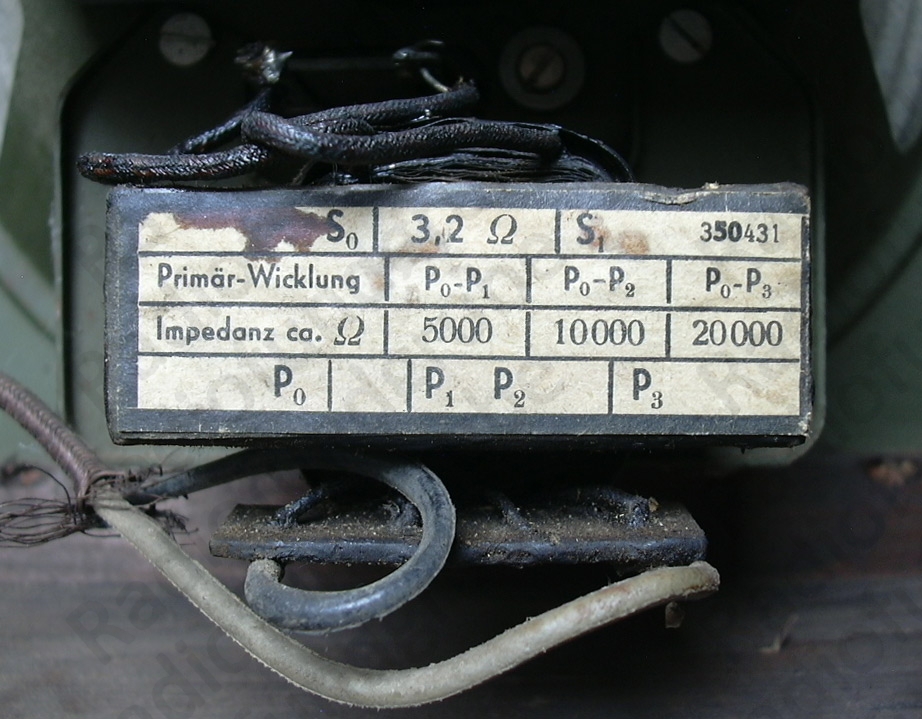 S₀ 3,2 Ω S₁ 350431
Primär-Wicklung P₀-P₁ P₀-P₂ P₀-P₃
Impedanz ca. Ω 5000 10000 20000
P₀ P₁ P₂ P₃